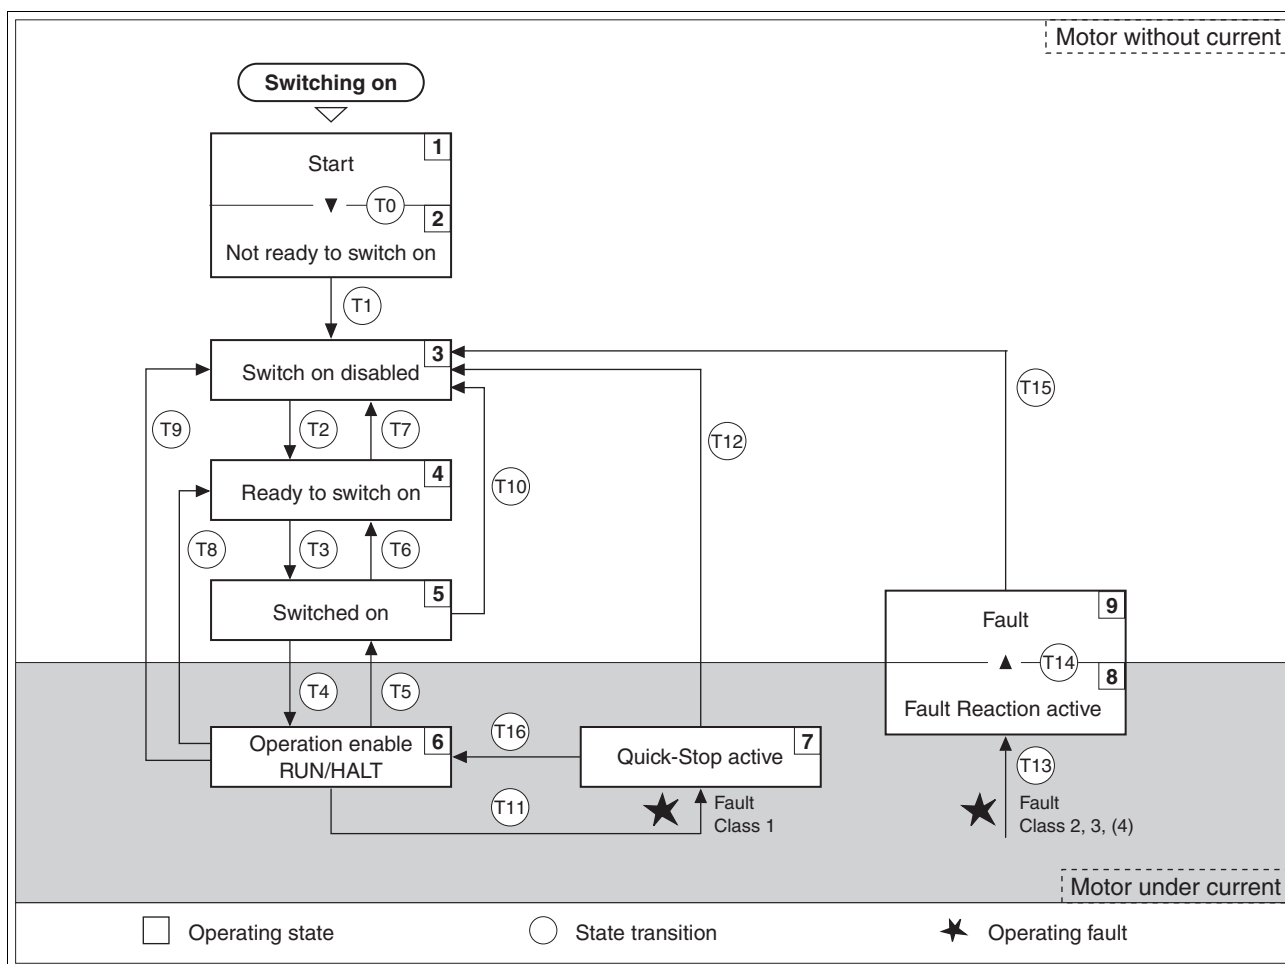 Motor without current
Switching on
1
Start
T0
2
Not ready to switch on
T1
3
Switch on disabled
T15
T9
T2
T7
T12
4
Ready to switch on
T10
T8
T3
T6
5
Switched on
9
Fault
T14
8
Fault Reaction active
T4
T5
6
Operation enable
RUN/HALT
T16
7
Quick-Stop active
T13
T11
Fault
Class 1
Fault
Class 2, 3, (4)
Motor under current
Operating state
State transition
Operating fault